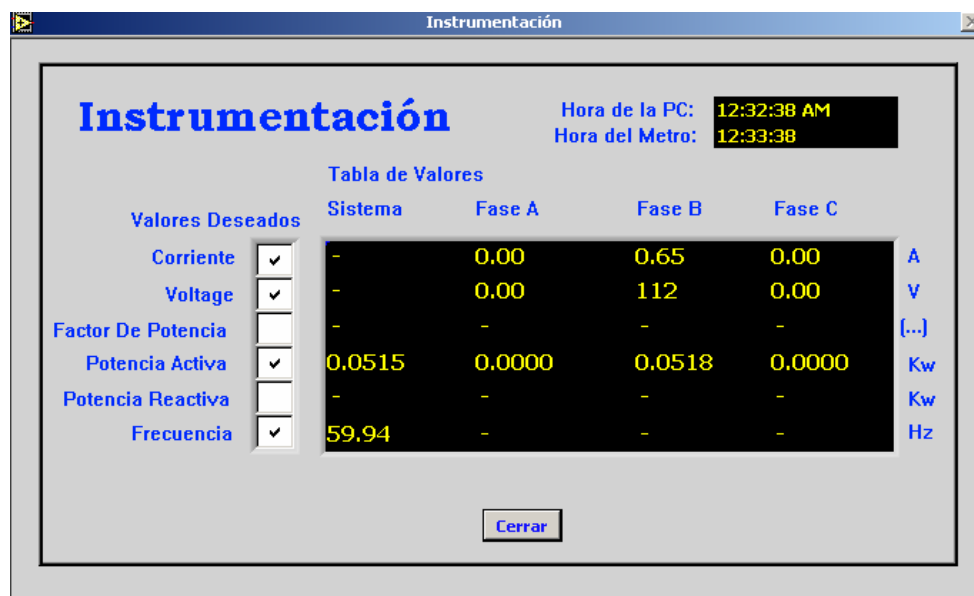 Instrumentación
Instrumentación
Hora de la PC: 12:32:38 AM
Hora del Metro: 12:33:38
Tabla de Valores
Valores Deseados Sistema Fase A Fase B Fase C
Corriente - 0.00 0.65 0.00 A
Voltage - 0.00 112 0.00 V
Factor De Potencia - - - - (...)
Potencia Activa 0.0515 0.0000 0.0518 0.0000 Kw
Potencia Reactiva - - - - Kw
Frecuencia 59.94 - - - Hz
Cerrar